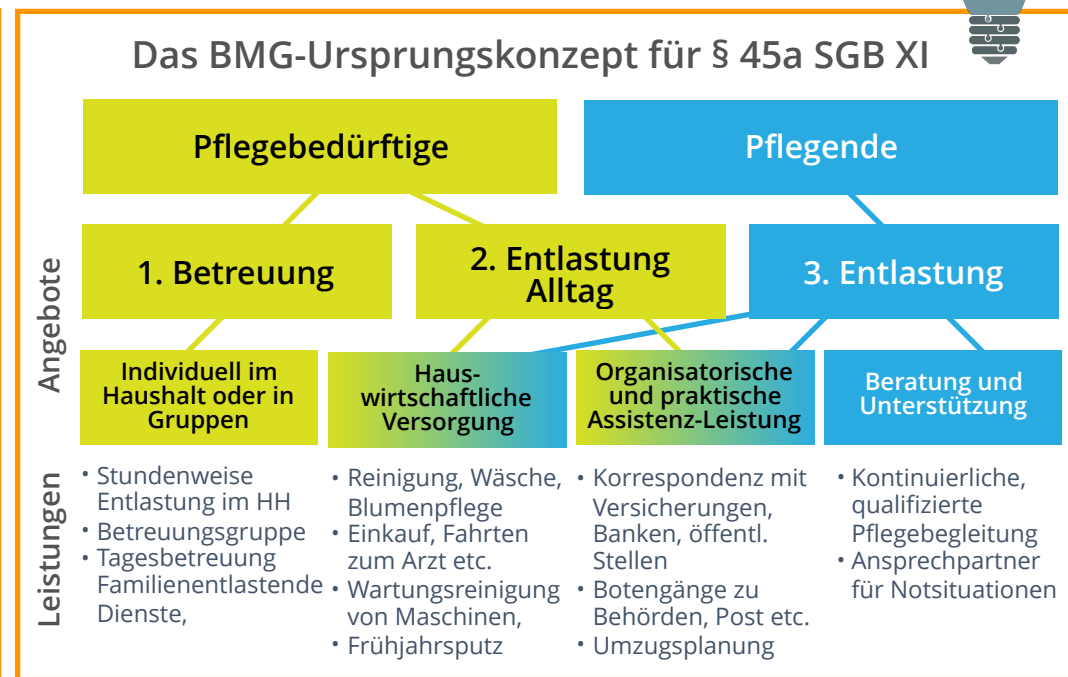 Das BMG-Ursprungskonzept für § 45a SGB XI
Pflegebedürftige
Pflegende
Angebote
1. Betreuung
2. Entlastung
Alltag
3. Entlastung
Individuell im
Haushalt oder in
Gruppen
Haus-
wirtschaftliche
Versorgung
Organisatorische
und praktische
Assistenz-Leistung
Beratung und
Unterstützung
Leistungen
• Stundenweise
Entlastung im HH
• Betreuungsgruppe
• Tagesbetreuung
Familienentlastende
Dienste,
• Reinigung, Wäsche,
Blumenpflege
• Einkauf, Fahrten
zum Arzt etc.
• Wartungsreinigung
von Maschinen,
• Frühjahrsputz
• Korrespondenz mit
Versicherungen,
Banken, öffentl.
Stellen
• Botengänge zu
Behörden, Post etc.
• Umzugsplanung
• Kontinuierliche,
qualifizierte
Pflegebegleitung
• Ansprechpartner
für Notsituationen